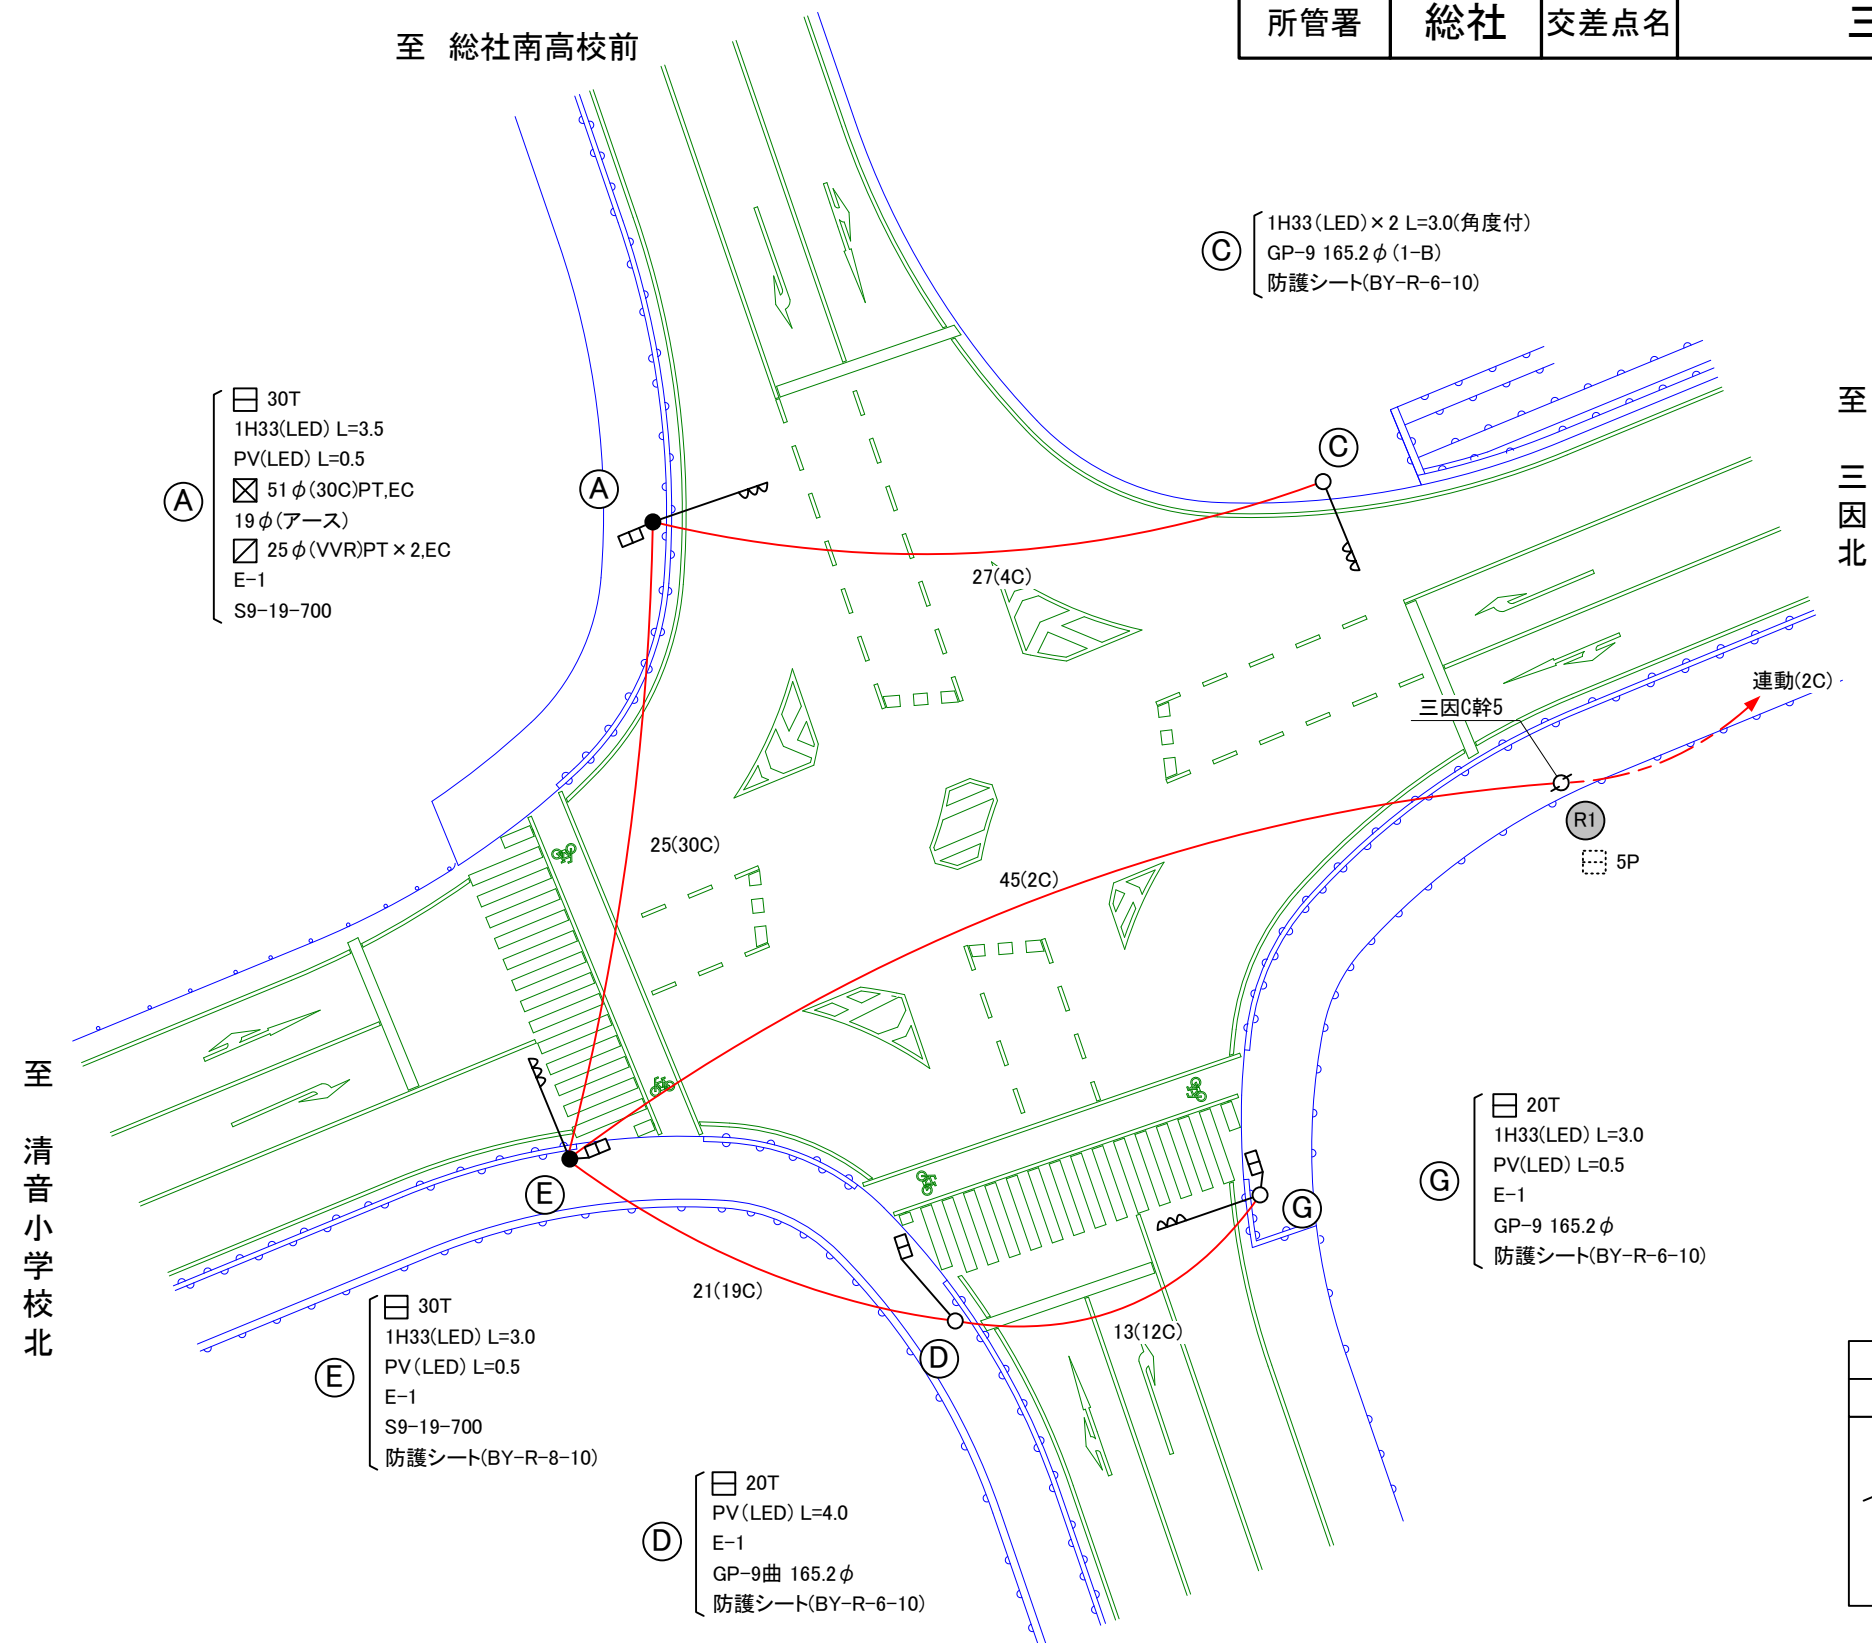 所管署 総社 交差点名 三
至 総社南高校前
C
1H33(LED)×2 L=3.0(角度付)
GP-9 165.2φ(1-B)
防護シート(BY-R-6-10)
A
30T
1H33(LED) L=3.5
PV(LED) L=0.5
51φ(30C)PT,EC
19φ(アース)
25φ(VVR)PT×2,EC
E-1
S9-19-700
A
C
至 三因北
27(4C)
連動(2C)
三因C幹5
R1
5P
25(30C)
45(2C)
至 清音小学校北
E
G
G
20T
1H33(LED) L=3.0
PV(LED) L=0.5
E-1
GP-9 165.2φ
防護シート(BY-R-6-10)
21(19C)
13(12C)
D
E
30T
1H33(LED) L=3.0
PV(LED) L=0.5
E-1
S9-19-700
防護シート(BY-R-8-10)
D
20T
PV(LED) L=4.0
E-1
GP-9曲 165.2φ
防護シート(BY-R-6-10)